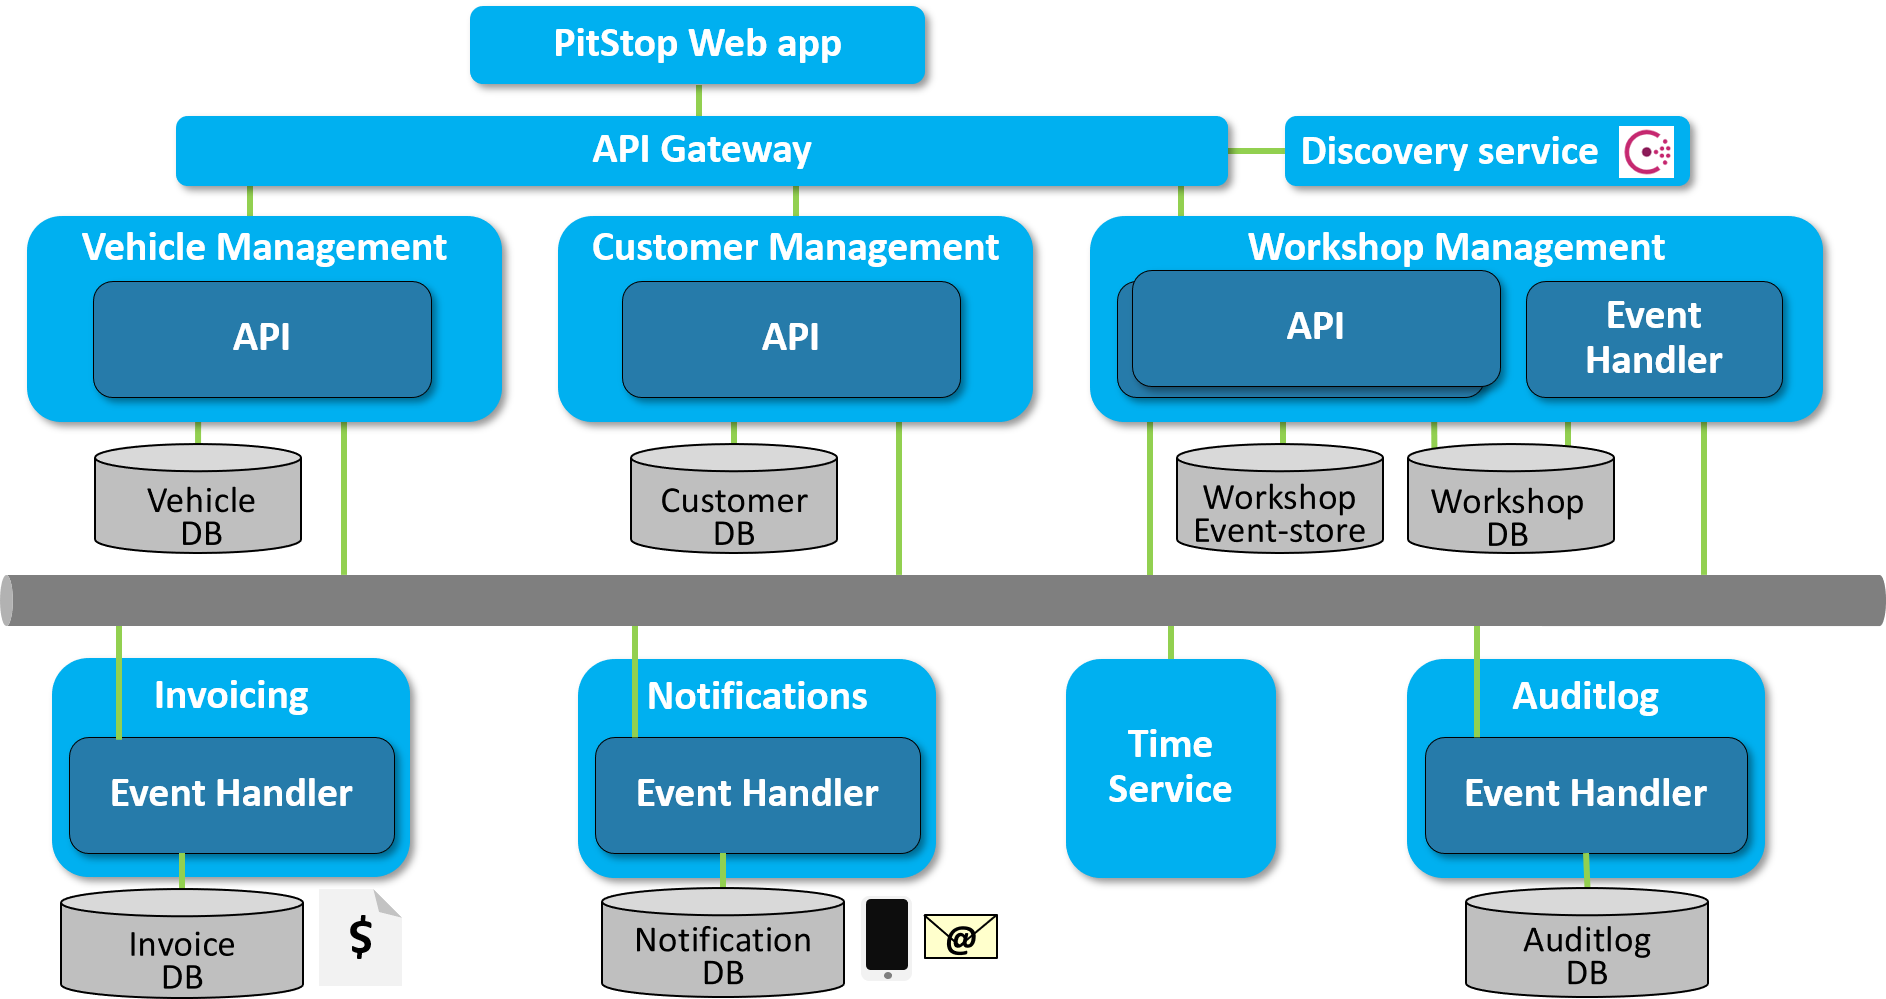 PitStop Web app
API Gateway
Discovery service
Vehicle Management
API
Customer Management
API
Workshop Management
API
Event
Handler
Vehicle
DB
Customer
DB
Workshop
Event-store
Workshop
DB
Invoicing
Event Handler
Notifications
Event Handler
Time
Service
Auditlog
Event Handler
Invoice
DB
$
Notification
DB
@
Auditlog
DB